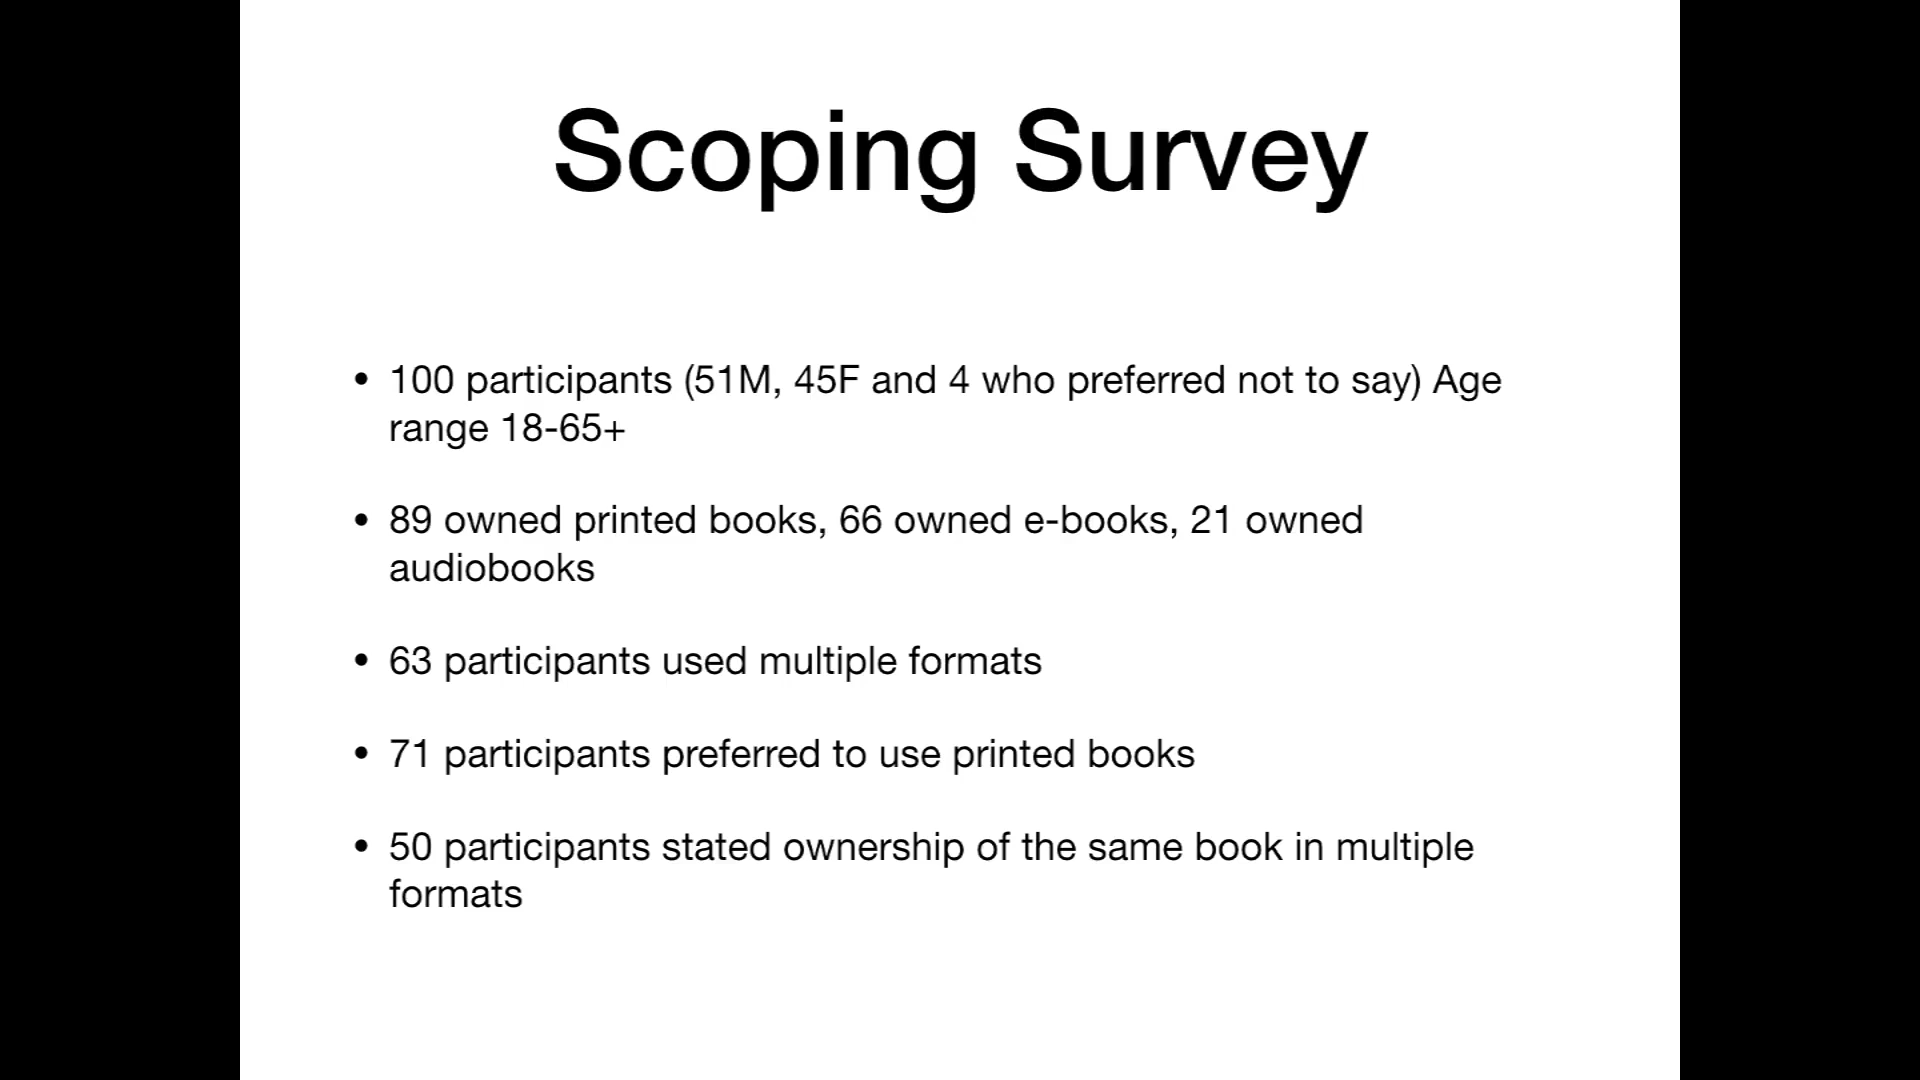 Scoping Survey
• 100 participants (51M, 45F and 4 who preferred not to say) Age
range 18-65+
• 89 owned printed books, 66 owned e-books, 21 owned
audiobooks
• 63 participants used multiple formats
• 71 participants preferred to use printed books
• 50 participants stated ownership of the same book in multiple
formats